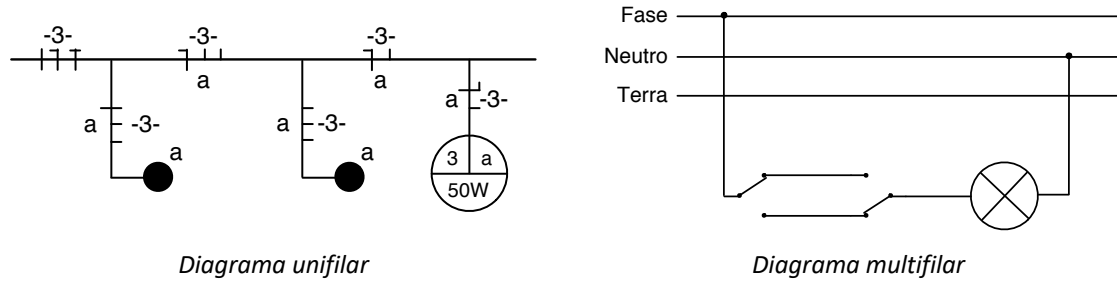 -3- -3- -3-
a a
a -3- a -3- a -3-
a a
3 a
50W
Diagrama unifilar
Fase
Neutro
Terra
Diagrama multifilar